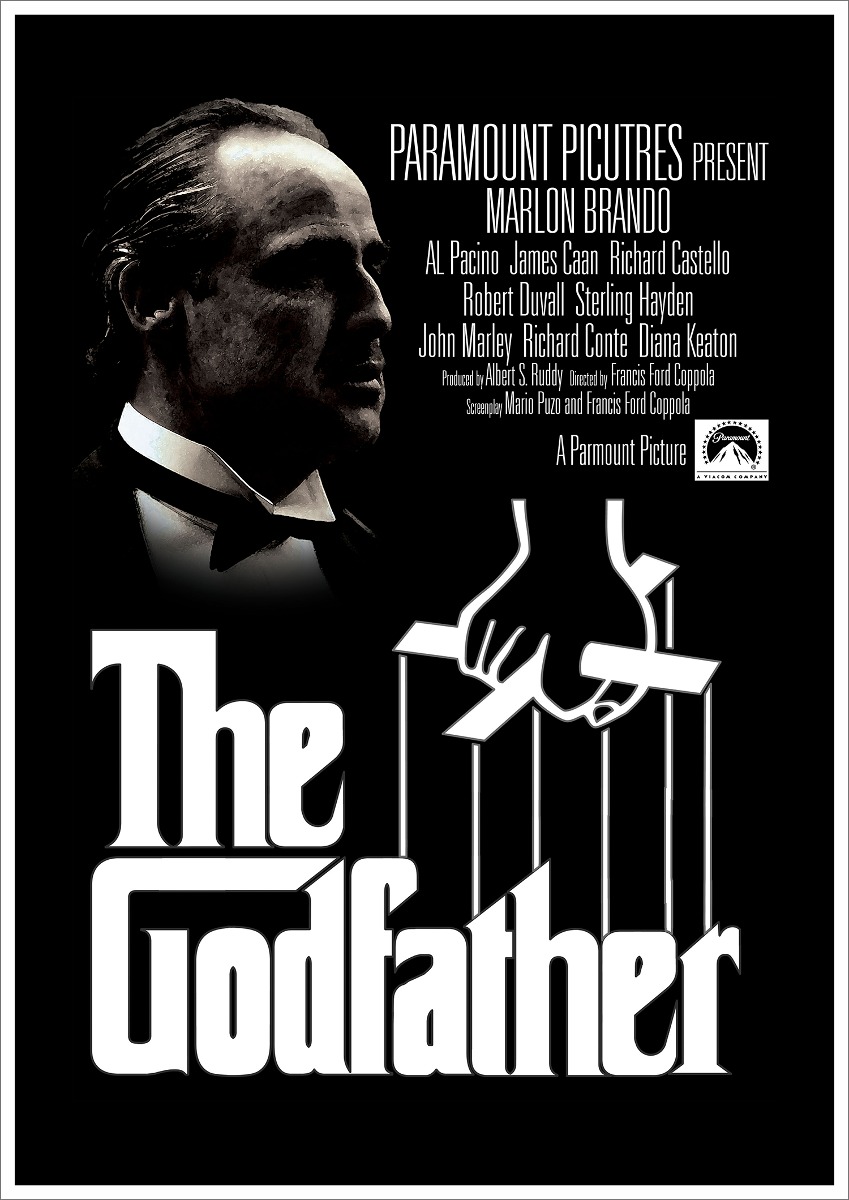 PARAMOUNT PICUTRES PRESENT
MARLON BRANDO
AL Pacino James Caan Richard Castello
Robert Duvall Sterling Hayden
John Marley Richard Conte Diana Keaton
Produced by Albert S. Ruddy Directed by Francis Ford Coppola
Screenplay Mario Puzo and Francis Ford Coppola
A Parmount Picture
Paramount
®
A VIACOM COMPANY
The
Godfather